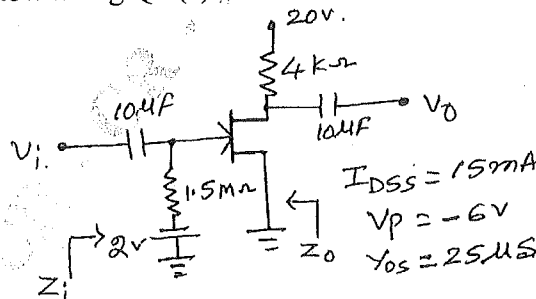 20V.
4KΩ
10μF
10μF
Vo
Vi.
1.5MΩ
IDSS = 15mA
2V
Vp = -6V
Zo
Yos = 25μS
Zi